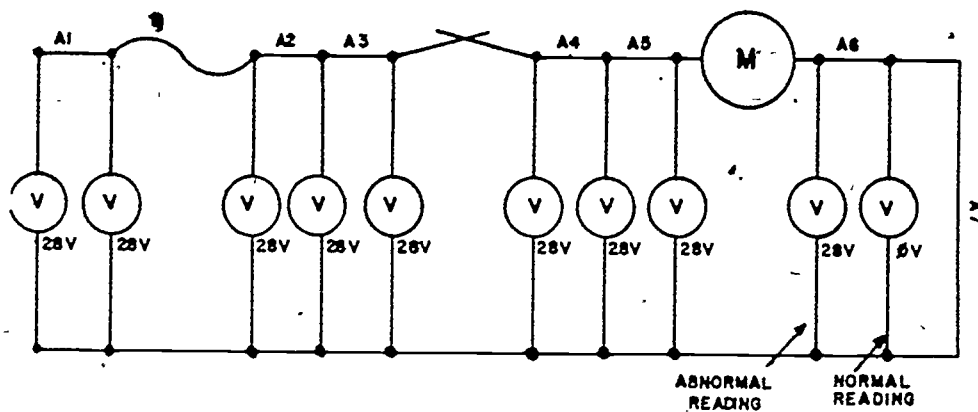 A1 A2 A3 A4 A5 M A6
V V V V V V V V V V
28V 28V 28V 28V 28V 28V 28V 28V 28V ØV
ABNORMAL READING
NORMAL READING